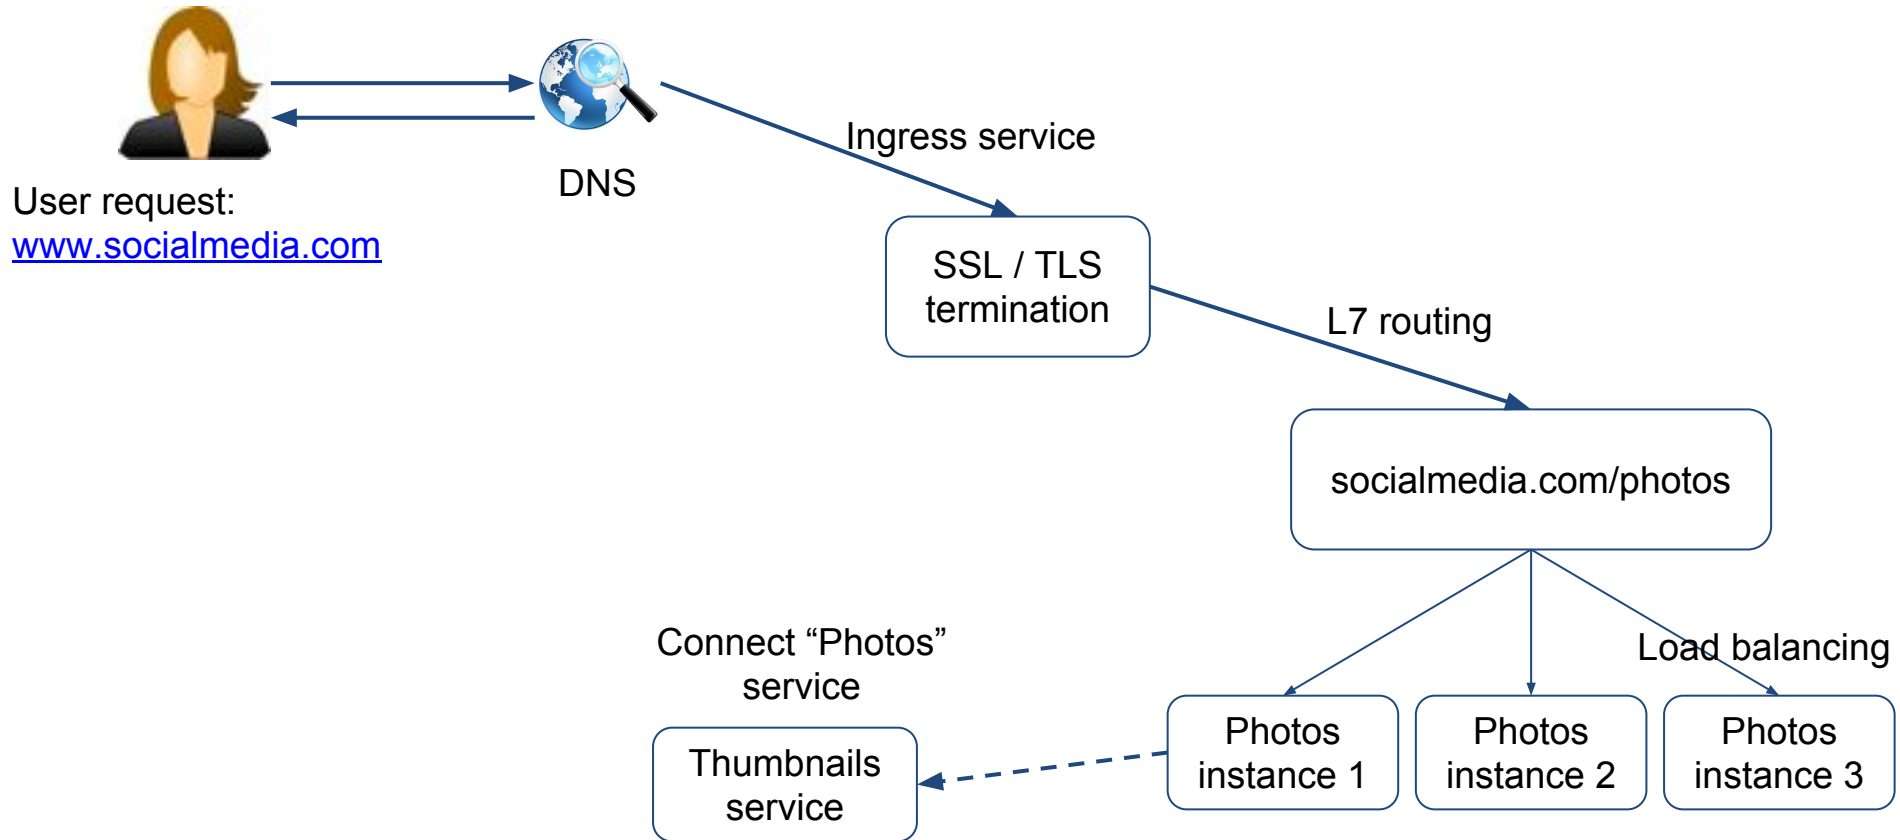 User request:
www.socialmedia.com
DNS
Ingress service
SSL / TLS
termination
L7 routing
socialmedia.com/photos
Load balancing
Connect “Photos”
service
Thumbnails
service
Photos
instance 1
Photos
instance 2
Photos
instance 3